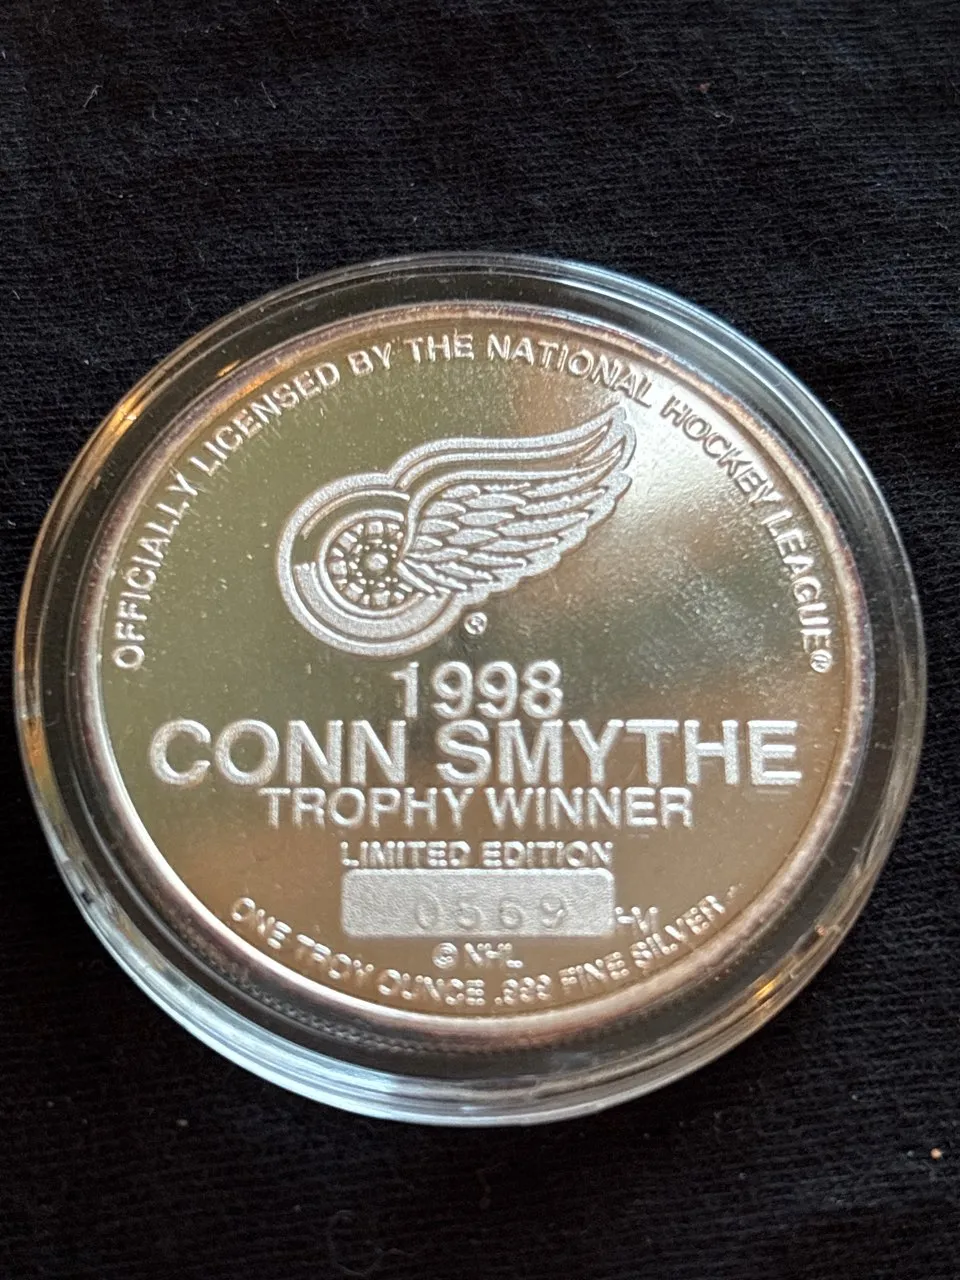 OFFICIALLY LICENSED BY THE NATIONAL HOCKEY LEAGUE®
®
1998
CONN SMYTHE
TROPHY WINNER
LIMITED EDITION
0569
© NHL
ONE TROY OUNCE .999 FINE SILVER